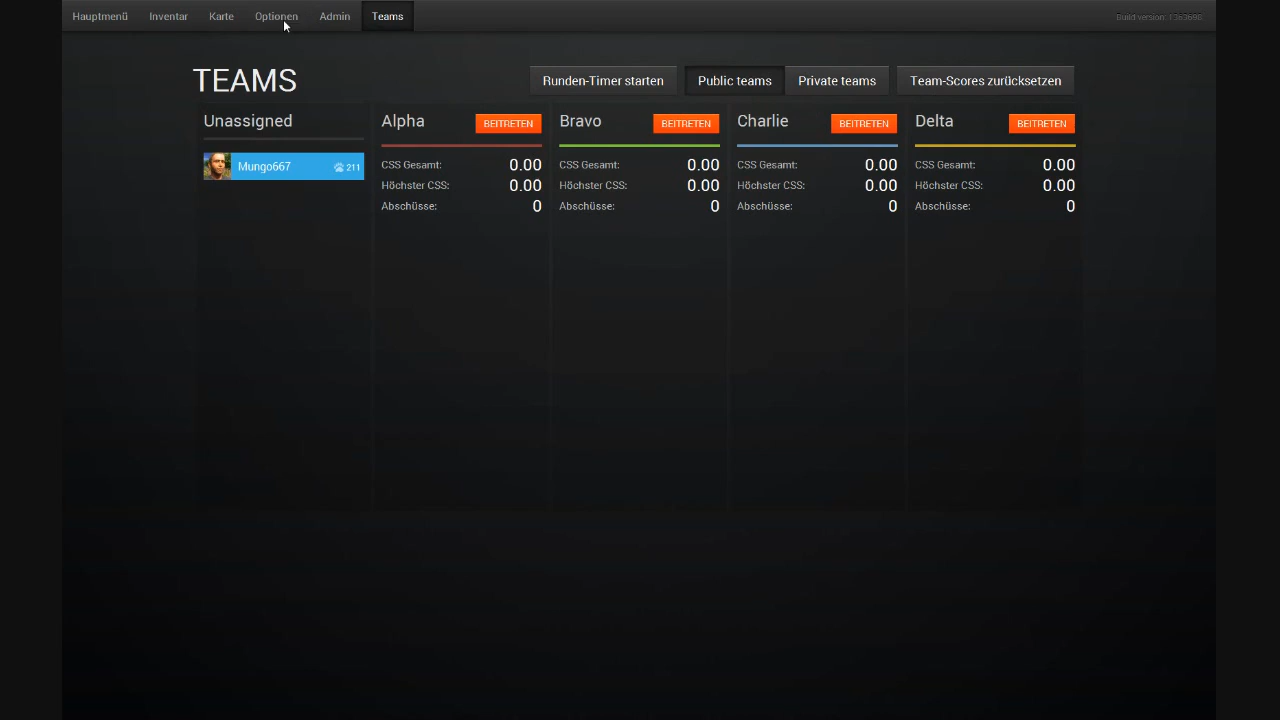 Hauptmenü Inventar Karte Optionen Admin Teams
TEAMS
Runden-Timer starten Public teams Private teams Team-Scores zurücksetzen
Unassigned
Mungo667 211
Alpha BEITRETEN
CSS Gesamt: 0.00
Höchster CSS: 0.00
Abschüsse: 0
Bravo BEITRETEN
CSS Gesamt: 0.00
Höchster CSS: 0.00
Abschüsse: 0
Charlie BEITRETEN
CSS Gesamt: 0.00
Höchster CSS: 0.00
Abschüsse: 0
Delta BEITRETEN
CSS Gesamt: 0.00
Höchster CSS: 0.00
Abschüsse: 0